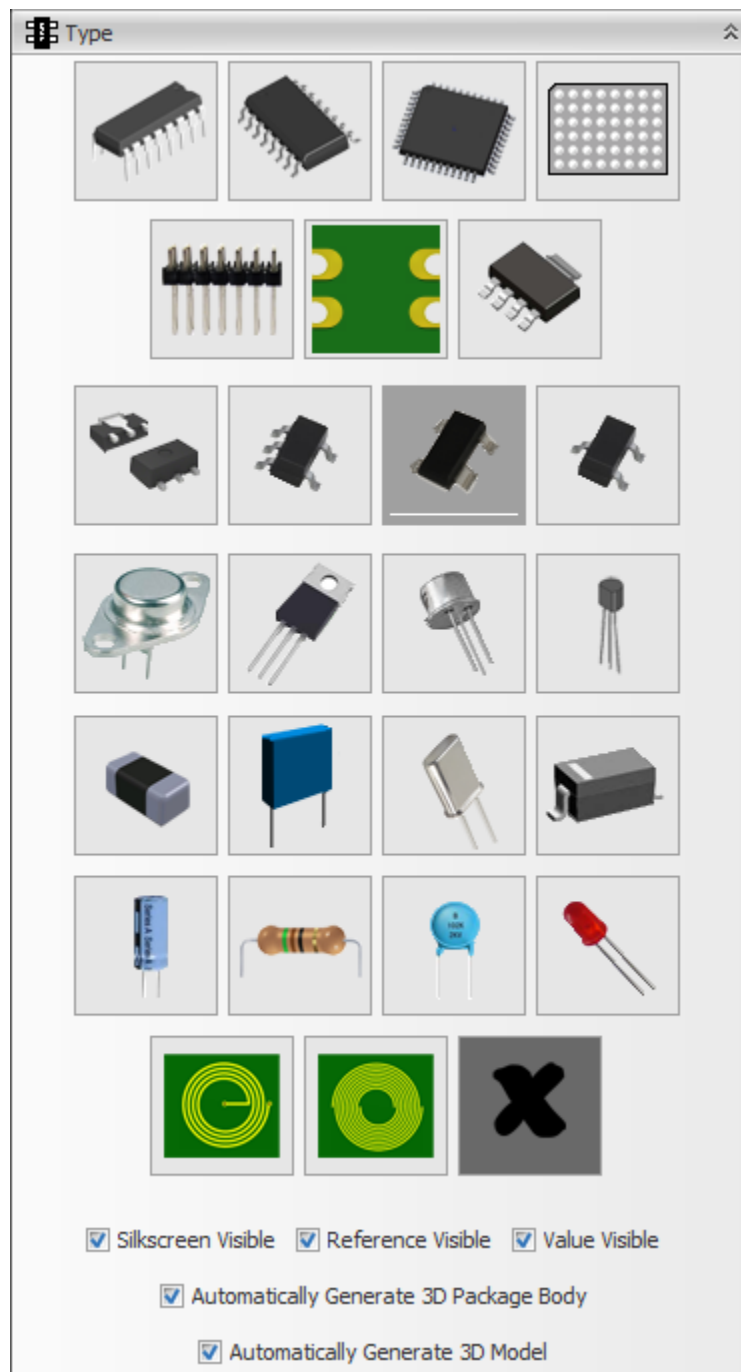 Type
Silkscreen Visible Reference Visible Value Visible
Automatically Generate 3D Package Body
Automatically Generate 3D Model